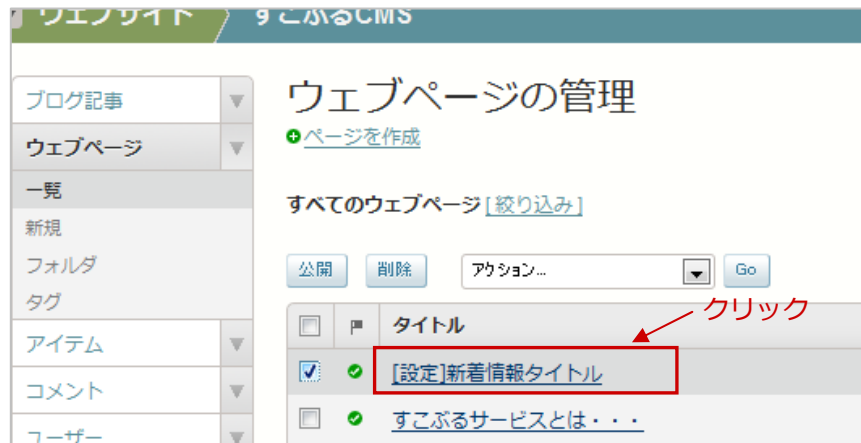 ウェブサイト
すこぶるCMS
ブログ記事
ウェブページ
一覧
新規
フォルダ
タグ
アイテム
コメント
ユーザー
ウェブページの管理
ページを作成
すべてのウェブページ[絞り込み]
公開 削除 アクション... Go
クリック
タイトル
[設定]新着情報タイトル
すこぶるサービスとは・・・